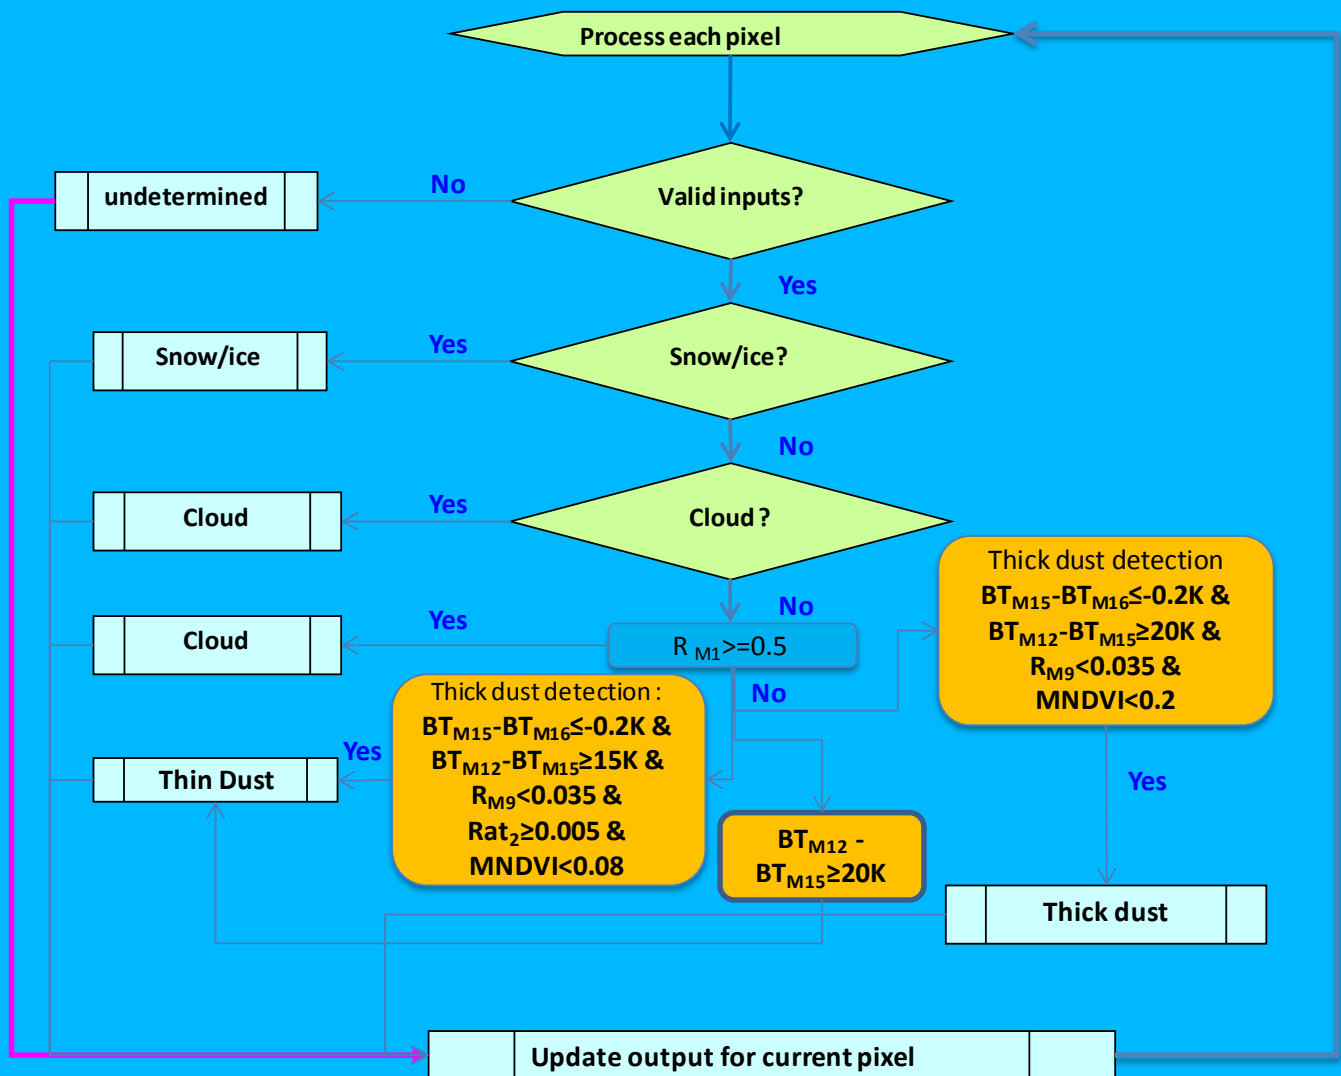 Process each pixel
Valid inputs?
No
undetermined
Yes
Snow/ice?
Yes
Snow/ice
No
Cloud ?
Yes
Cloud
No
R M1>=0.5
Yes
Cloud
No
Thick dust detection
BTM15-BTM16≤-0.2K &
BTM12-BTM15≥20K &
RM9<0.035 &
MNDVI<0.2
Yes
Thick dust detection :
BTM15-BTM16≤-0.2K &
BTM12-BTM15≥15K &
RM9<0.035 &
Rat2≥0.005 &
MNDVI<0.08
Yes
Thin Dust
BTM12 -
BTM15≥20K
Thick dust
Update output for current pixel